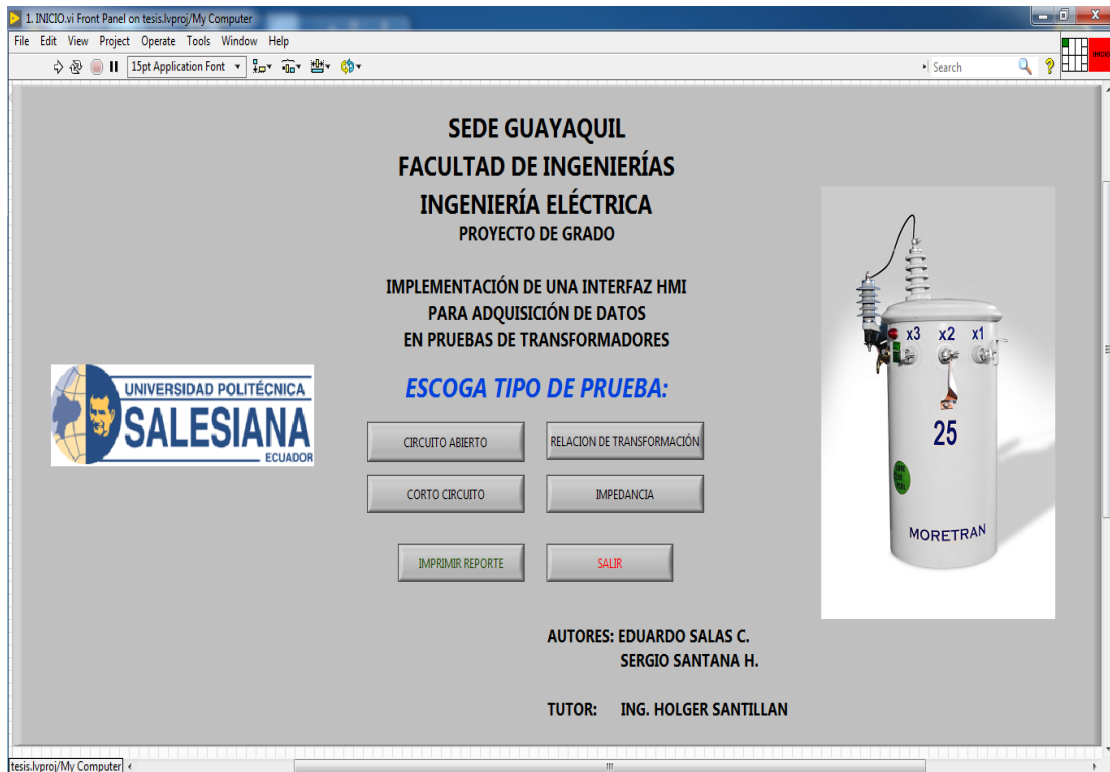 1. INICIO.vi Front Panel on tesis.lvproj/My Computer
File Edit View Project Operate Tools Window Help
15pt Application Font
Search
INICIO
SEDE GUAYAQUIL
FACULTAD DE INGENIERÍAS
INGENIERÍA ELÉCTRICA
PROYECTO DE GRADO
IMPLEMENTACIÓN DE UNA INTERFAZ HMI
PARA ADQUISICIÓN DE DATOS
EN PRUEBAS DE TRANSFORMADORES
UNIVERSIDAD POLITÉCNICA
SALESIANA
ECUADOR
ESCOGA TIPO DE PRUEBA:
CIRCUITO ABIERTO
RELACION DE TRANSFORMACIÓN
CORTO CIRCUITO
IMPEDANCIA
IMPRIMIR REPORTE
SALIR
x3 x2 x1
25
MORETRAN
AUTORES: EDUARDO SALAS C.
SERGIO SANTANA H.
TUTOR: ING. HOLGER SANTILLAN
tesis.lvproj/My Computer